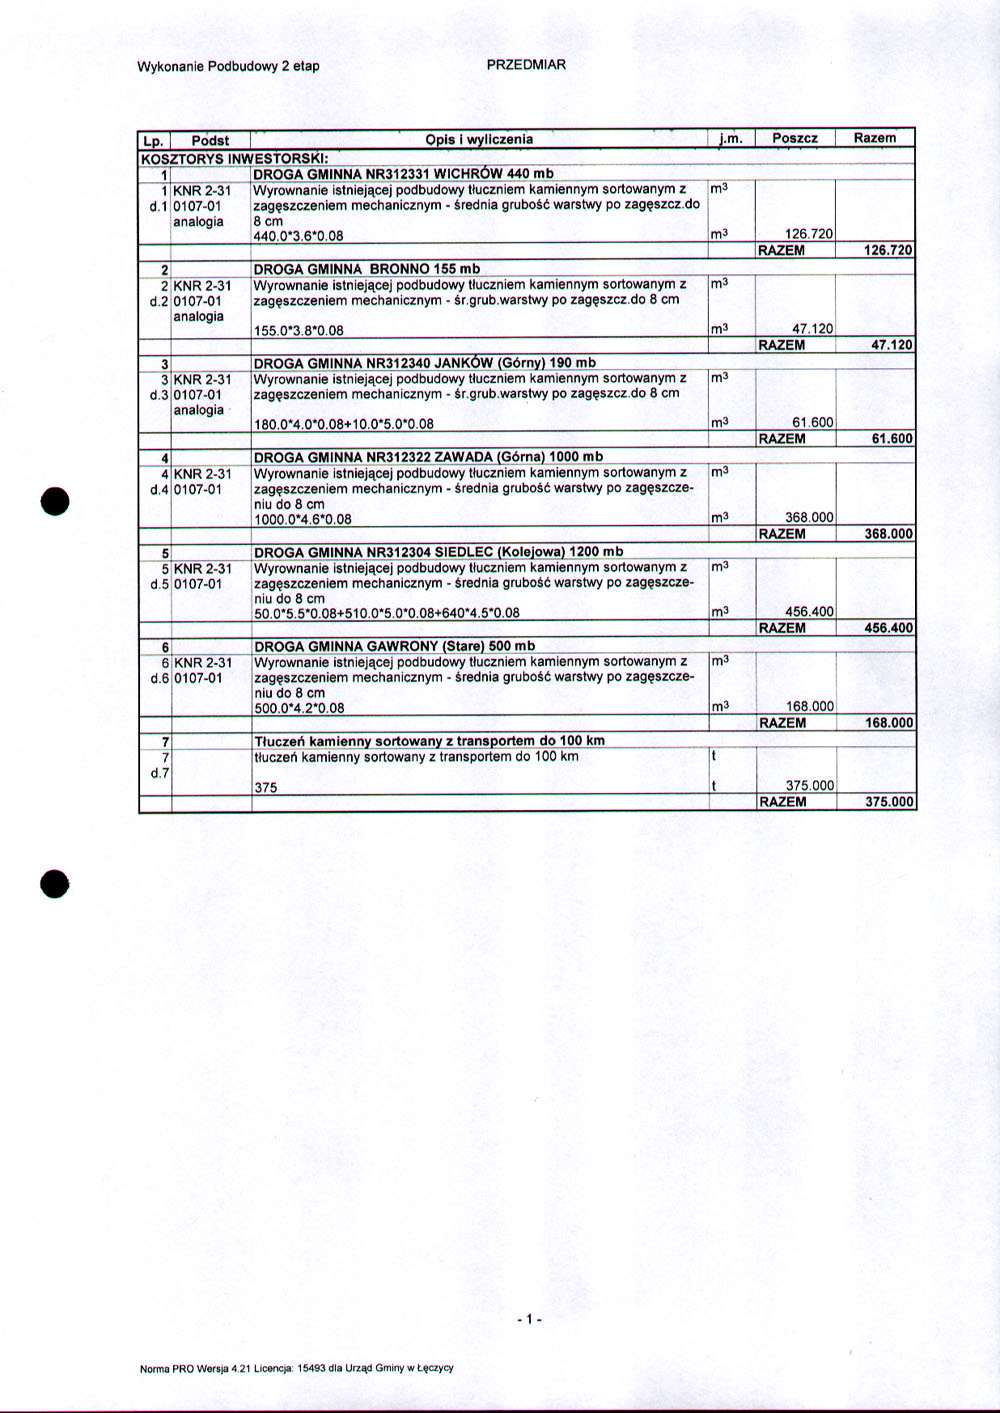 Wykonanie Podbudowy 2 etap PRZEDMIAR
Lp. Podst Opis i wyliczenia j.m. Poszcz Razem
KOSZTORYS INWESTORSKI:
1 DROGA GMINNA NR312331 WICHRÓW 440 mb
1 KNR 2-31 Wyrownanie istniejącej podbudowy tłuczniem kamiennym sortowanym z m3
d.1 0107-01 zagęszczeniem mechanicznym - średnia grubość warstwy po zagęszcz.do
analogia 8 cm
440.0*3.6*0.08 m3 126.720
RAZEM 126.720
2 DROGA GMINNA BRONNO 155 mb
2 KNR 2-31 Wyrownanie istniejącej podbudowy tłuczniem kamiennym sortowanym z m3
d.2 0107-01 zagęszczeniem mechanicznym - śr.grub.warstwy po zagęszcz.do 8 cm
analogia
155.0*3.8*0.08 m3 47.120
RAZEM 47.120
3 DROGA GMINNA NR312340 JANKÓW (Górny) 190 mb
3 KNR 2-31 Wyrownanie istniejącej podbudowy tłuczniem kamiennym sortowanym z m3
d.3 0107-01 zagęszczeniem mechanicznym - śr.grub.warstwy po zagęszcz.do 8 cm
analogia
180.0*4.0*0.08+10.0*5.0*0.08 m3 61.600
RAZEM 61.600
4 DROGA GMINNA NR312322 ZAWADA (Górna) 1000 mb
4 KNR 2-31 Wyrownanie istniejącej podbudowy tłuczniem kamiennym sortowanym z m3
d.4 0107-01 zagęszczeniem mechanicznym - średnia grubość warstwy po zagęszcze-
niu do 8 cm
1000.0*4.6*0.08 m3 368.000
RAZEM 368.000
5 DROGA GMINNA NR312304 SIEDLEC (Kolejowa) 1200 mb
5 KNR 2-31 Wyrownanie istniejącej podbudowy tłuczniem kamiennym sortowanym z m3
d.5 0107-01 zagęszczeniem mechanicznym - średnia grubość warstwy po zagęszcze-
niu do 8 cm
50.0*5.5*0.08+510.0*5.0*0.08+640*4.5*0.08 m3 456.400
RAZEM 456.400
6 DROGA GMINNA GAWRONY (Stare) 500 mb
6 KNR 2-31 Wyrownanie istniejącej podbudowy tłuczniem kamiennym sortowanym z m3
d.6 0107-01 zagęszczeniem mechanicznym - średnia grubość warstwy po zagęszcze-
niu do 8 cm
500.0*4.2*0.08 m3 168.000
RAZEM 168.000
7 Tłuczeń kamienny sortowany z transportem do 100 km
7 tłuczeń kamienny sortowany z transportem do 100 km t
d.7
375 t 375.000
RAZEM 375.000
- 1 -
Norma PRO Wersja 4.21 Licencja: 15493 dla Urząd Gminy w Łęczycy